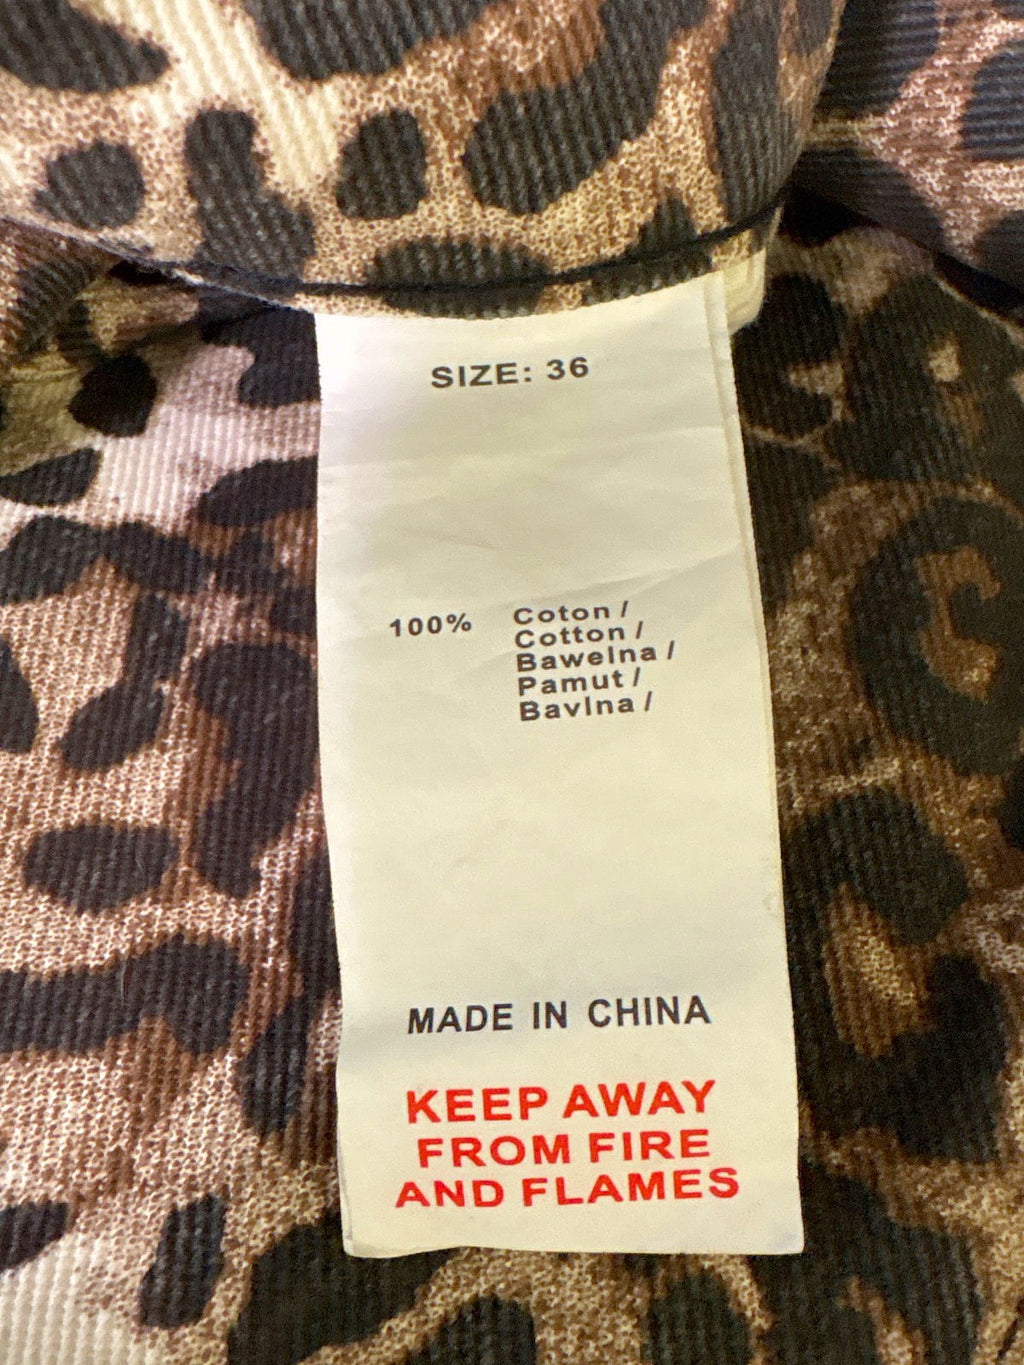 SIZE: 36
100% Coton /
Cotton /
Bawelna /
Pamut /
Bavlna /
MADE IN CHINA
KEEP AWAY
FROM FIRE
AND FLAMES